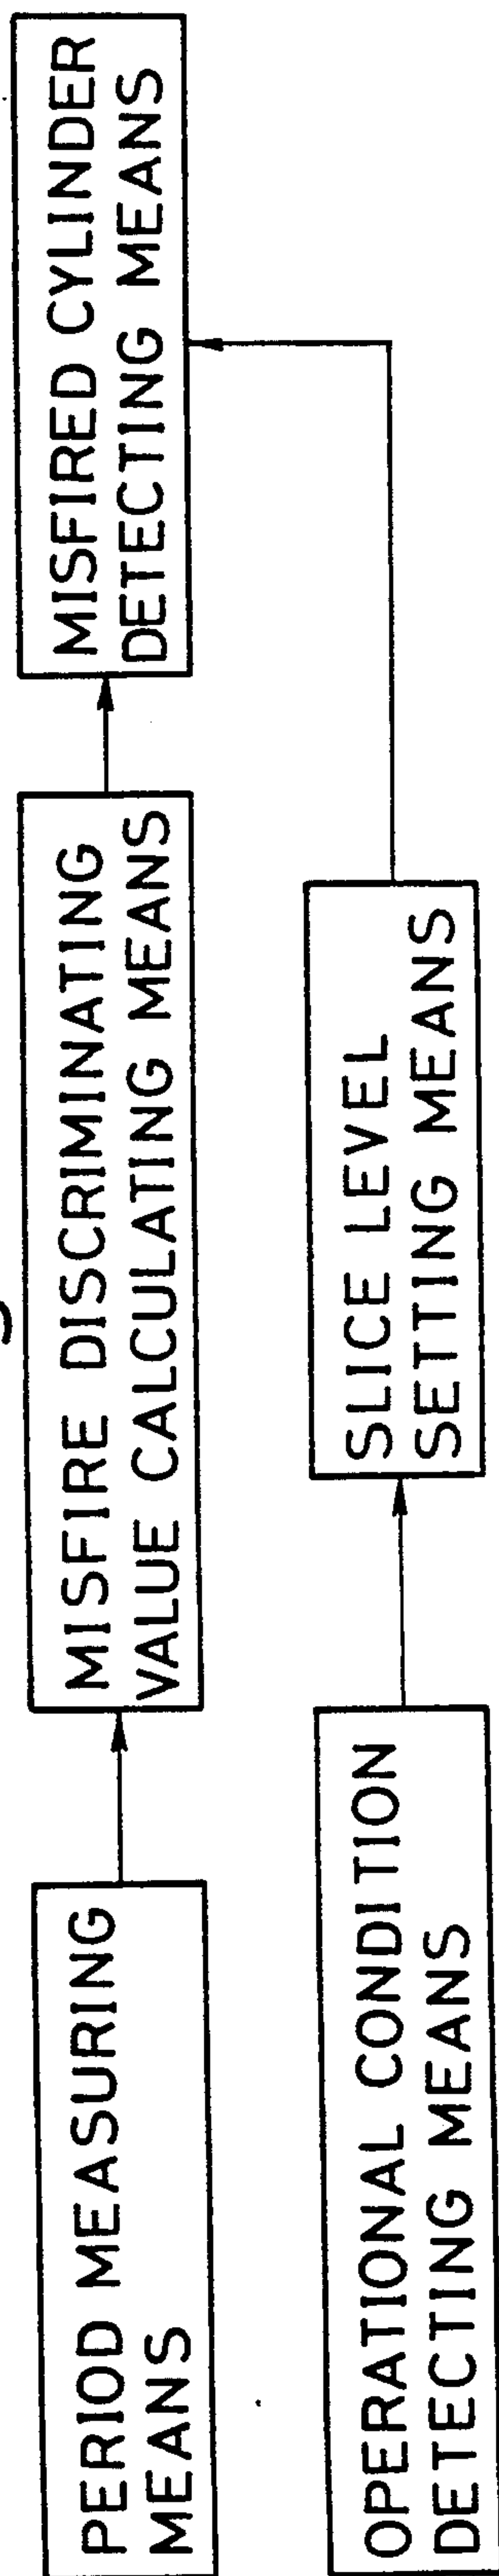 PERIOD MEASURING
MEANS
MISFIRE DISCRIMINATING
VALUE CALCULATING MEANS
MISFIRED CYLINDER
DETECTING MEANS
OPERATIONAL CONDITION
DETECTING MEANS
SLICE LEVEL
SETTING MEANS